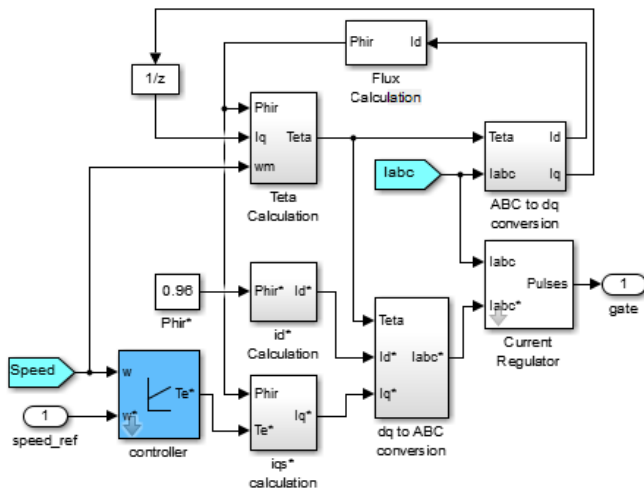 Phir
Id
Flux
Calculation
1/z
Phir
Iq
wm
Teta
Teta
Calculation
Iabc
Teta
Iabc
Id
Iq
ABC to dq
conversion
Iabc
Iabc*
Pulses
Current
Regulator
1
gate
0.96
Phir*
Phir*
Id*
id*
Calculation
Teta
Id*
Iq*
Iabc*
dq to ABC
conversion
Speed
1
speed_ref
w
w*
Te*
controller
Phir
Te*
Iq*
iqs*
calculation